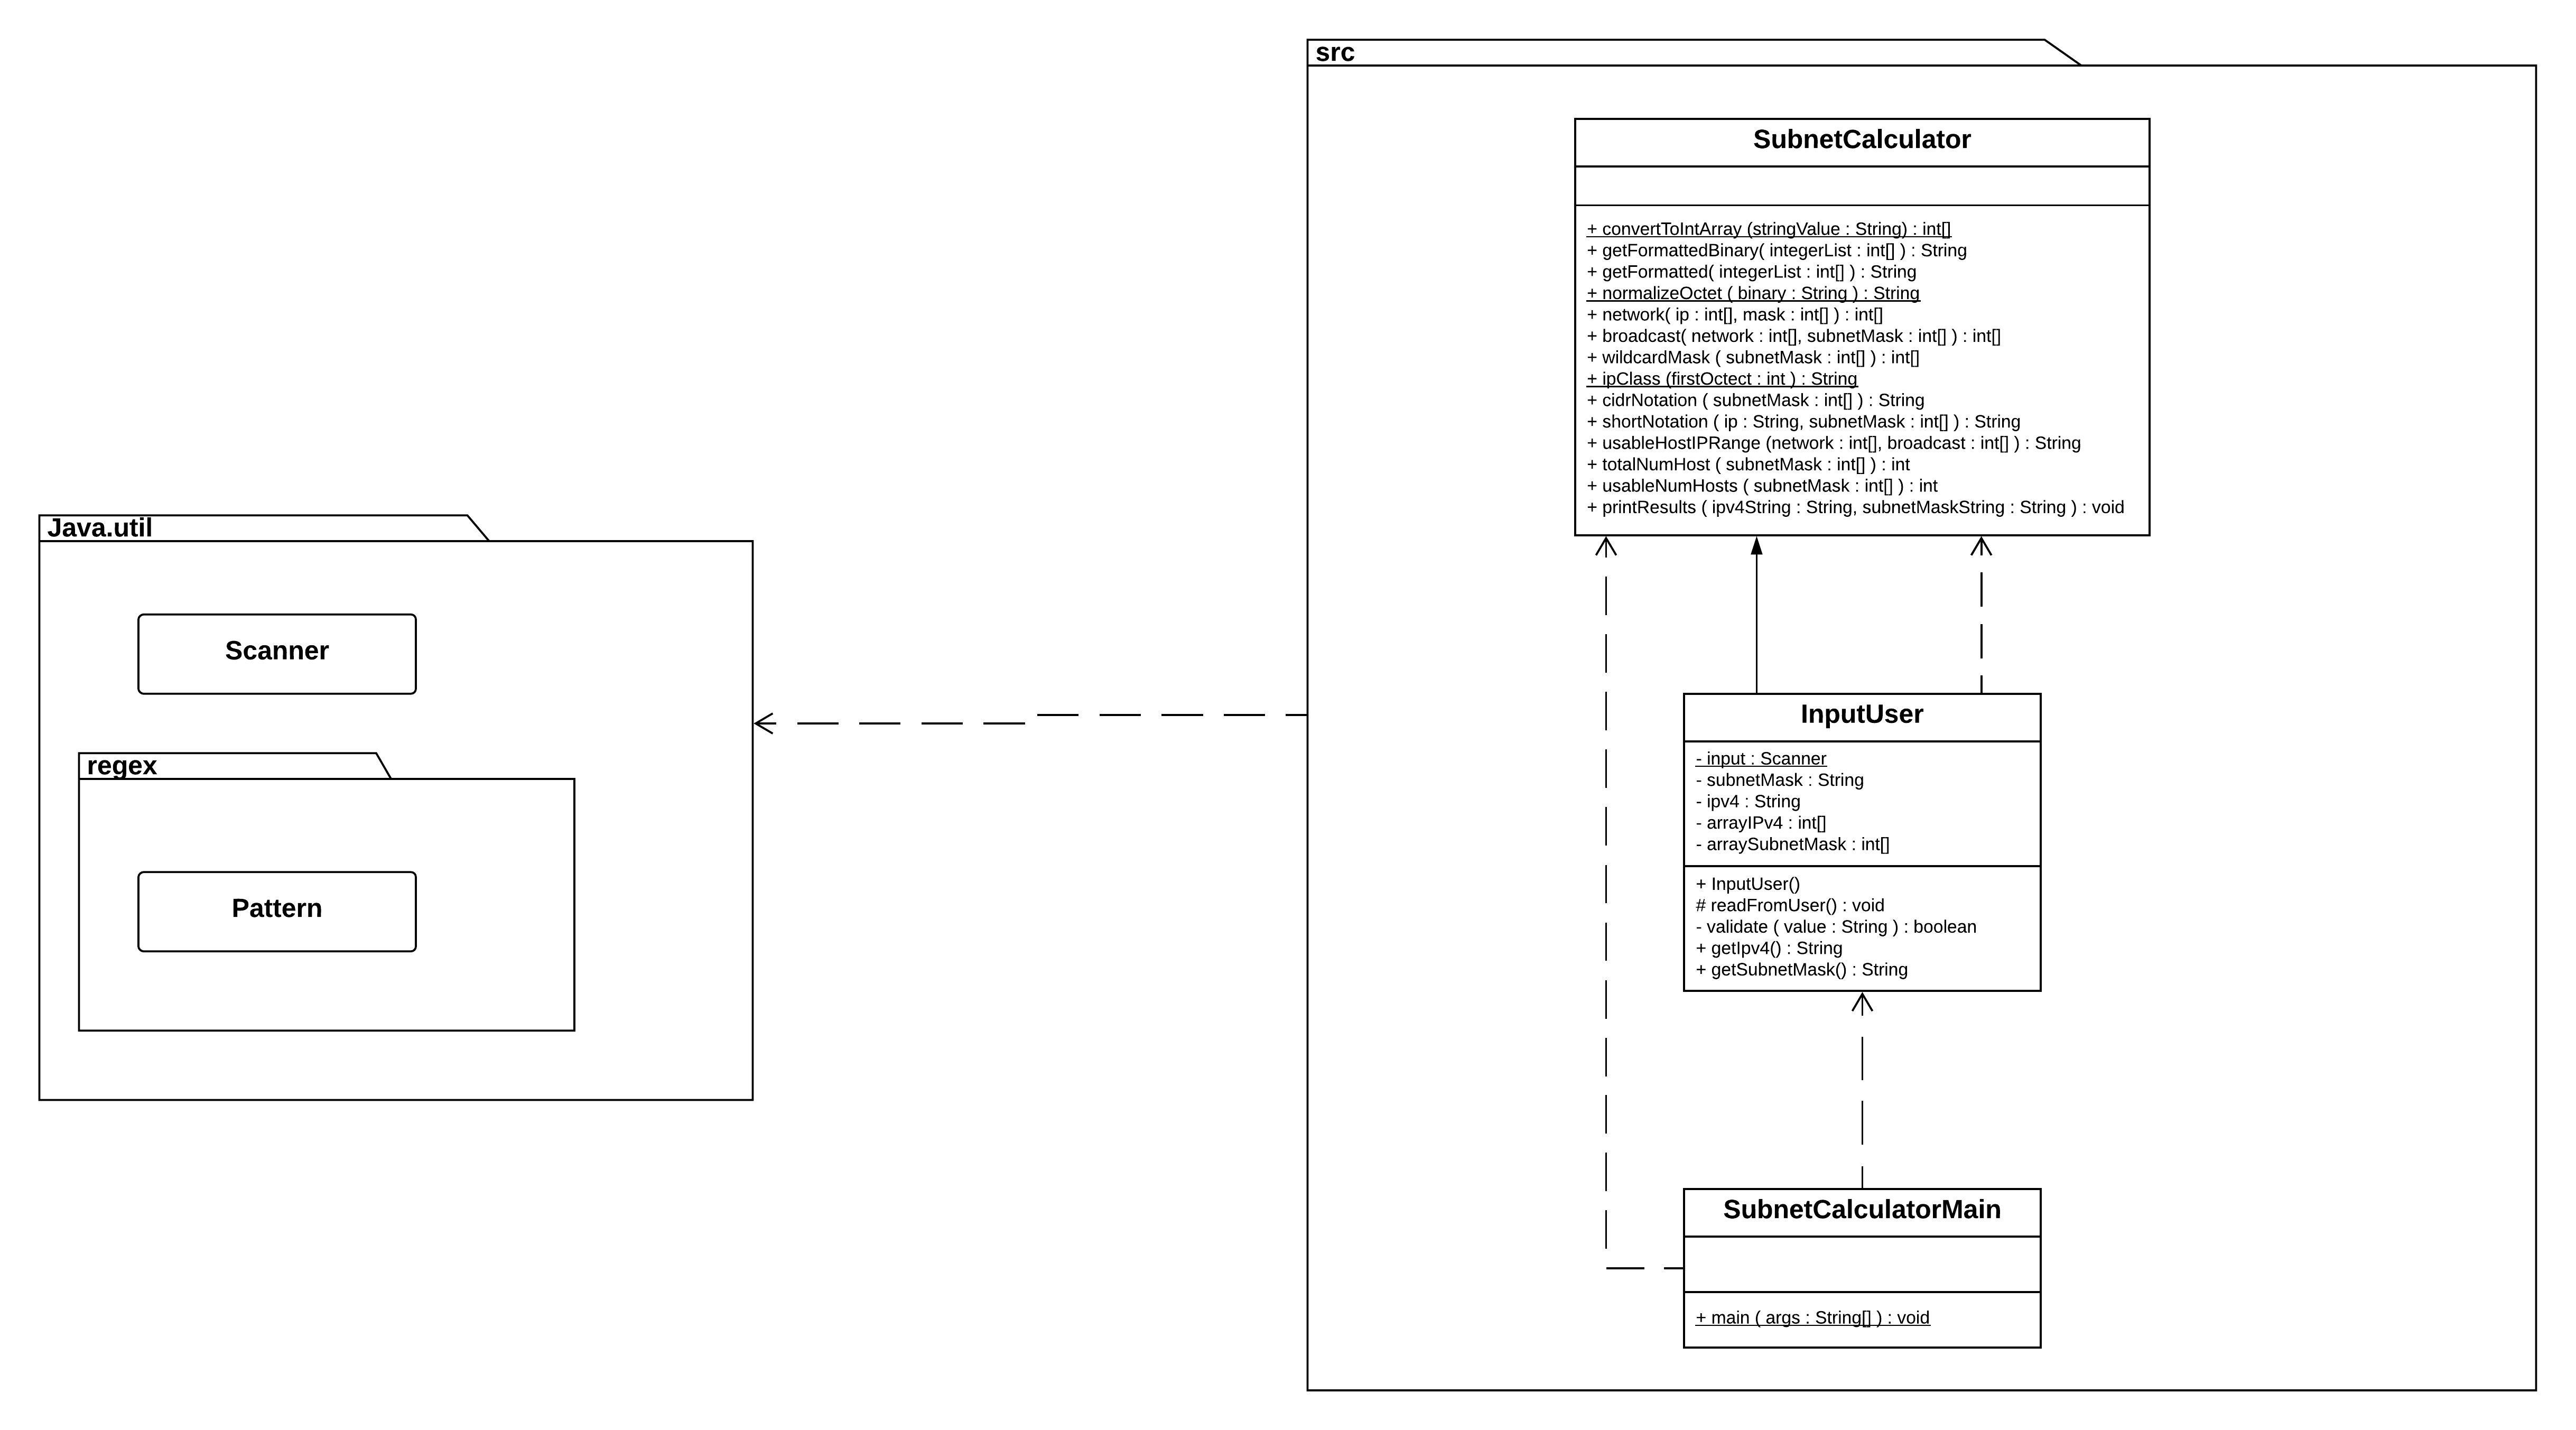 src
SubnetCalculator
+ convertToIntArray (stringValue : String) : int[]
+ getFormattedBinary( integerList : int[] ) : String
+ getFormatted( integerList : int[] ) : String
+ normalizeOctet ( binary : String ) : String
+ network( ip : int[], mask : int[] ) : int[]
+ broadcast( network : int[], subnetMask : int[] ) : int[]
+ wildcardMask ( subnetMask : int[] ) : int[]
+ ipClass (firstOctect : int ) : String
+ cidrNotation ( subnetMask : int[] ) : String
+ shortNotation ( ip : String, subnetMask : int[] ) : String
+ usableHostIPRange (network : int[], broadcast : int[] ) : String
+ totalNumHost ( subnetMask : int[] ) : int
+ usableNumHosts ( subnetMask : int[] ) : int
+ printResults ( ipv4String : String, subnetMaskString : String ) : void
Java.util
Scanner
regex
Pattern
InputUser
- input : Scanner
- subnetMask : String
- ipv4 : String
- arrayIPv4 : int[]
- arraySubnetMask : int[]
+ InputUser()
# readFromUser() : void
- validate ( value : String ) : boolean
+ getIpv4() : String
+ getSubnetMask() : String
SubnetCalculatorMain
+ main ( args : String[] ) : void